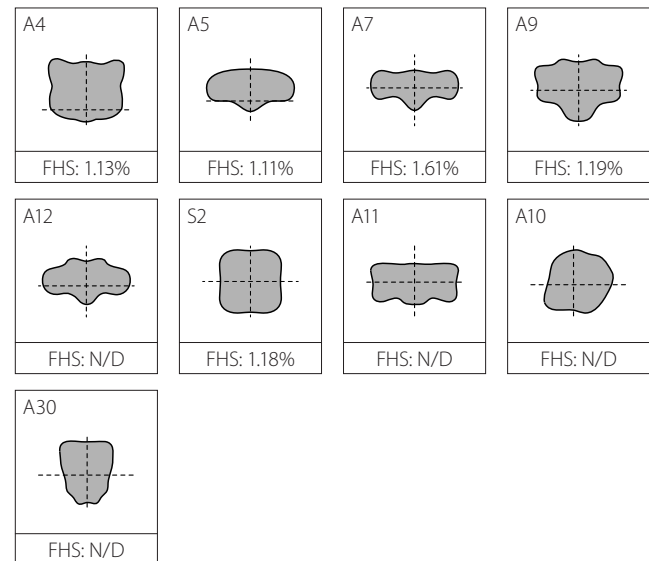 A4
FHS: 1.13%
A5
FHS: 1.11%
A7
FHS: 1.61%
A9
FHS: 1.19%
A12
FHS: N/D
S2
FHS: 1.18%
A11
FHS: N/D
A10
FHS: N/D
A30
FHS: N/D